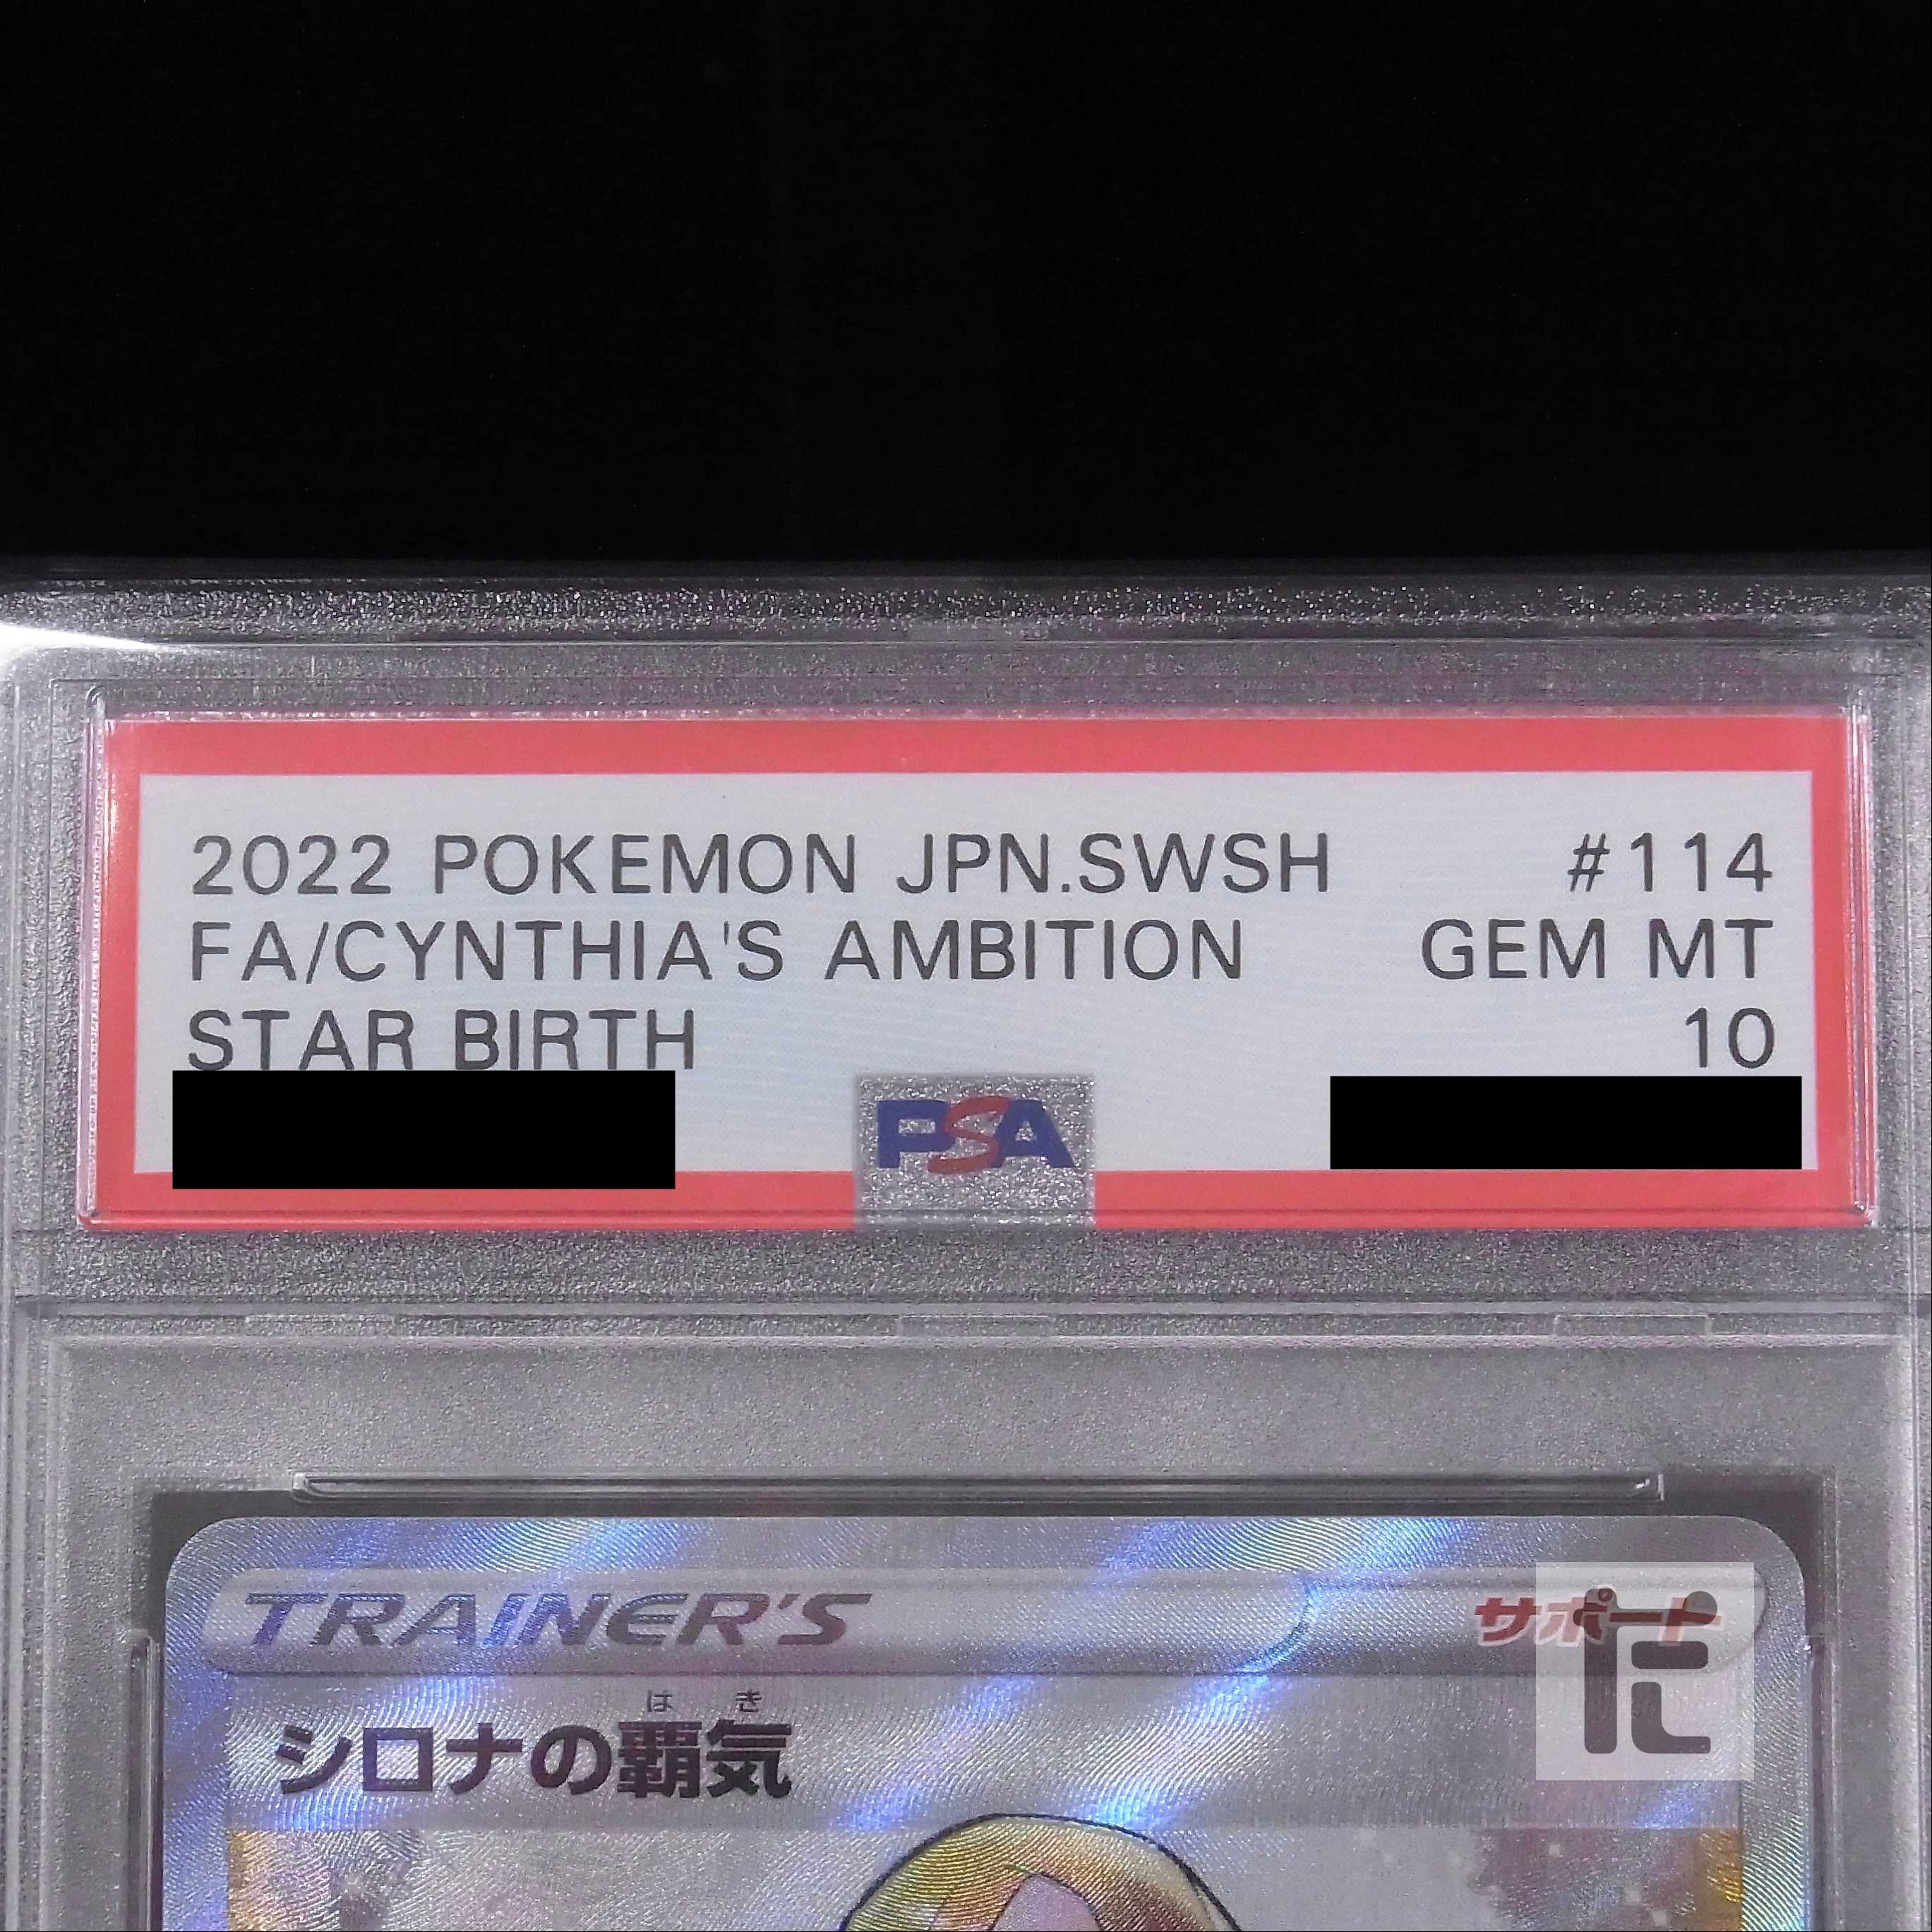 2022 POKEMON JPN.SWSH #114
FA/CYNTHIA'S AMBITION GEM MT
STAR BIRTH 10
PSA
TRAINER'S サポート
はき
シロナの覇気